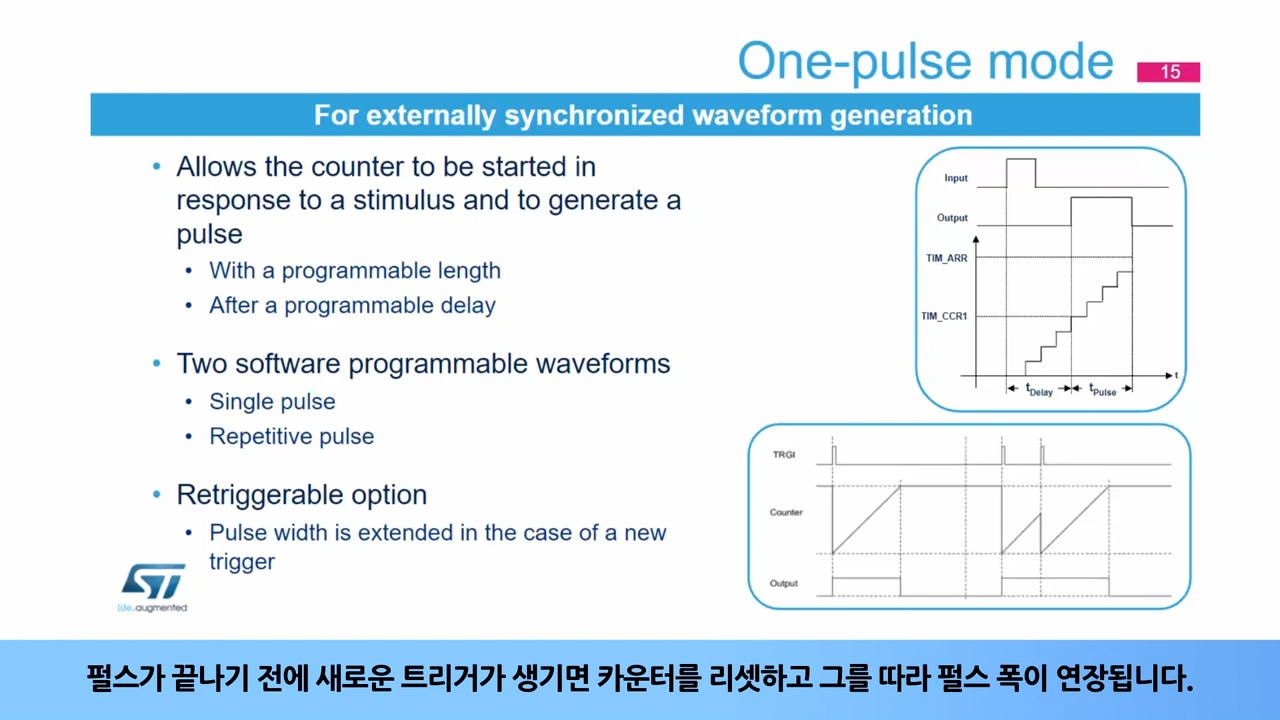 One-pulse mode
15
For externally synchronized waveform generation
• Allows the counter to be started in
response to a stimulus and to generate a
pulse
• With a programmable length
• After a programmable delay
• Two software programmable waveforms
• Single pulse
• Repetitive pulse
• Retriggerable option
• Pulse width is extended in the case of a new
trigger
Input
Output
TIM_ARR
TIM_CCR1
t
tDelay
tPulse
TRGI
Counter
Output
ST
life.augmented
펄스가 끝나기 전에 새로운 트리거가 생기면 카운터를 리셋하고 그를 따라 펄스 폭이 연장됩니다.